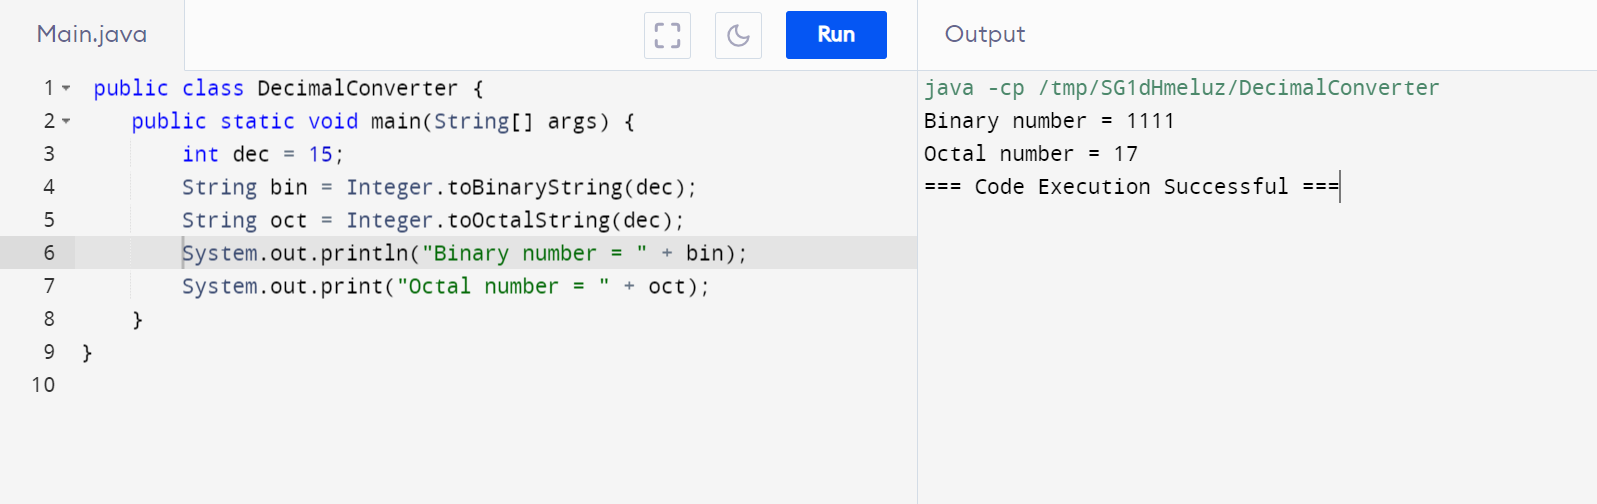 Main.java
Run
Output
1 public class DecimalConverter {
2 public static void main(String[] args) {
3 int dec = 15;
4 String bin = Integer.toBinaryString(dec);
5 String oct = Integer.toOctalString(dec);
6 System.out.println("Binary number = " + bin);
7 System.out.print("Octal number = " + oct);
8 }
9 }
10
java -cp /tmp/SG1dHmeluz/DecimalConverter
Binary number = 1111
Octal number = 17
=== Code Execution Successful ===